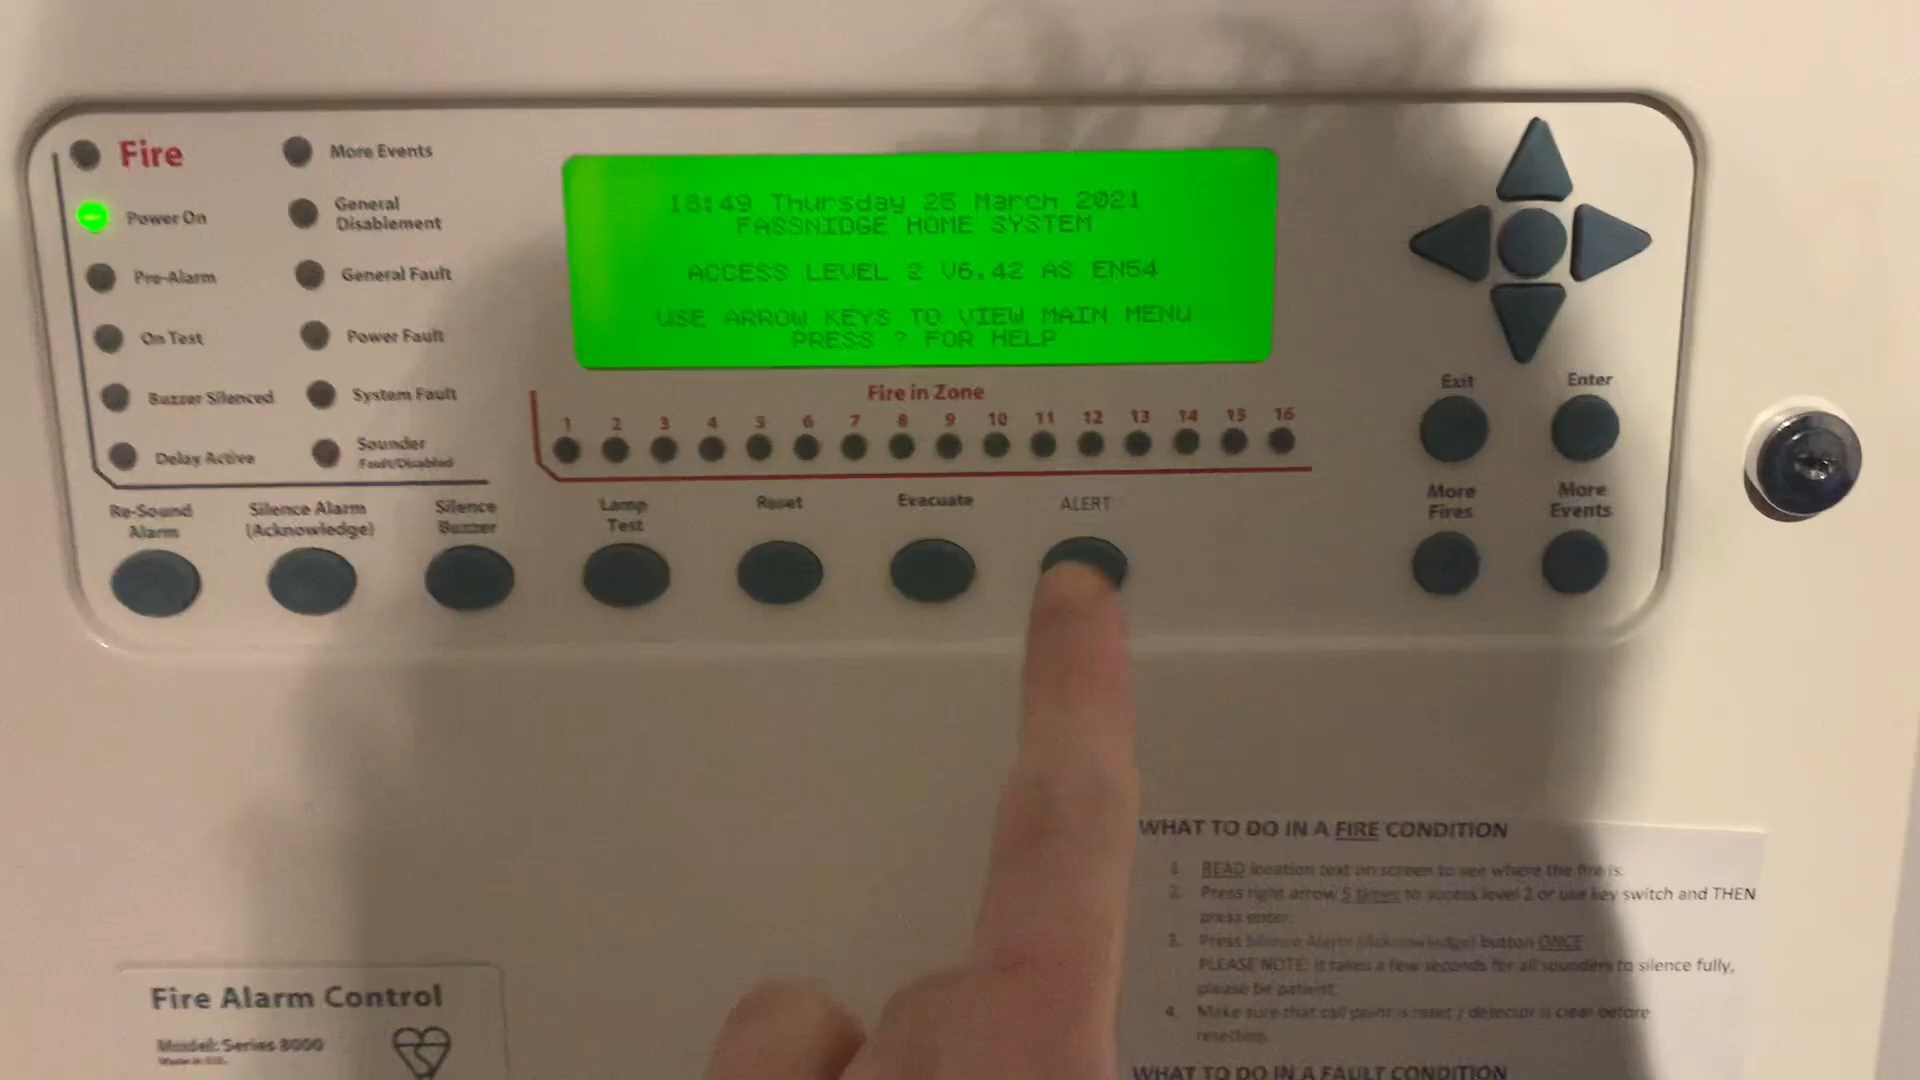 Fire
More Events
Power On
General
Disablement
Pre-Alarm
General Fault
On Test
Power Fault
Buzzer Silenced
System Fault
Delay Active
Sounder
Fault/Disabled
18:49 Thursday 25 March 2021
FASSNIDGE HOME SYSTEM
ACCESS LEVEL 2 V6.42 AS EN54
USE ARROW KEYS TO VIEW MAIN MENU
PRESS ? FOR HELP
Fire in Zone
1 2 3 4 5 6 7 8 9 10 11 12 13 14 15 16
Exit
Enter
More
Fires
More
Events
Re-Sound
Alarm
Silence Alarm
(Acknowledge)
Silence
Buzzer
Lamp
Test
Reset
Evacuate
ALERT
WHAT TO DO IN A FIRE CONDITION
1. READ location text on screen to see where the fire is.
2. Press right arrow 5 times to access level 2 or use key switch and THEN
press enter.
3. Press Silence Alarm (Acknowledge) button ONCE
PLEASE NOTE: it takes a few seconds for all sounders to silence fully,
please be patient.
4. Make sure that call point is reset / detector is clear before
resetting.
WHAT TO DO IN A FAULT CONDITION
Fire Alarm Control
Model: Series 8000